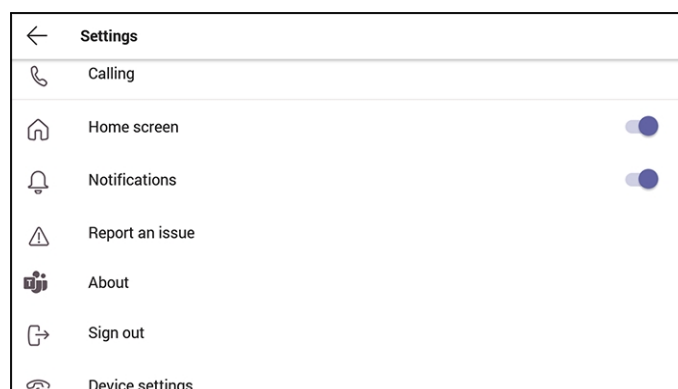 Settings
Calling
Home screen
Notifications
Report an issue
About
Sign out
Device settings